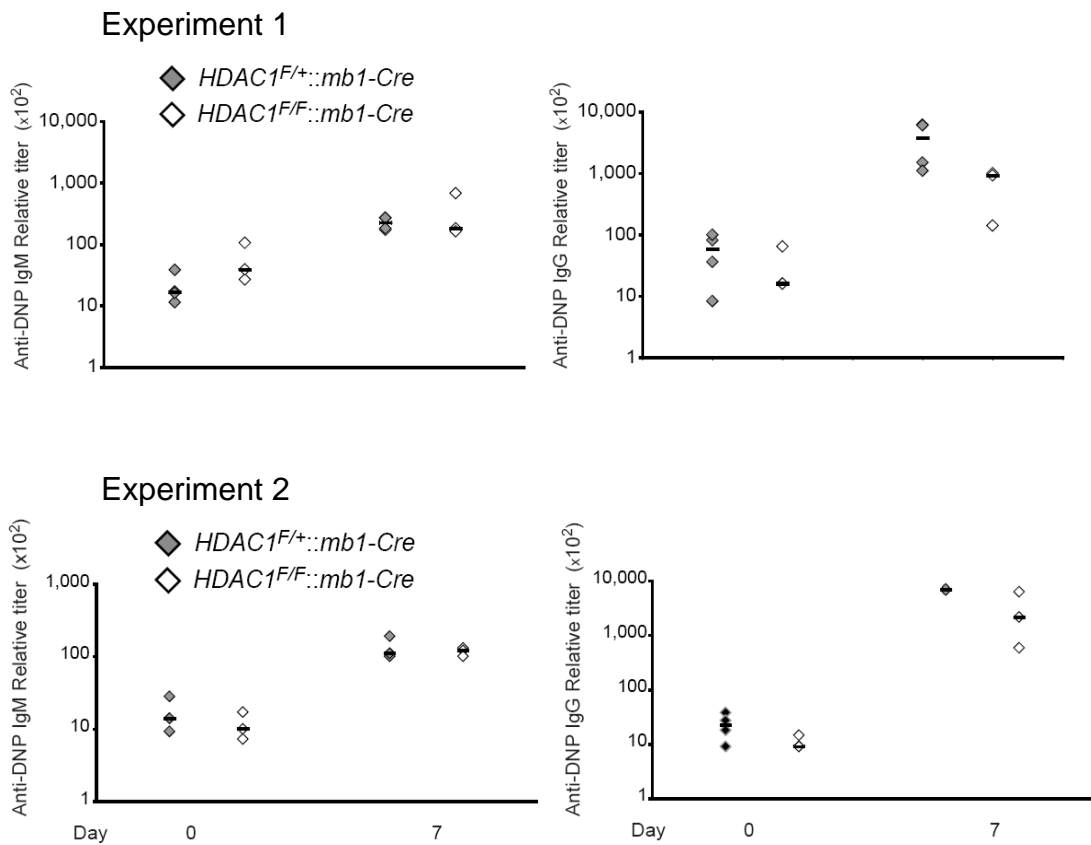 Experiment 1
HDAC1F/+::mb1-Cre
HDAC1F/F::mb1-Cre
Anti-DNP IgM Relative titer (x10²)
10,000
1,000
100
10
1
Anti-DNP IgG Relative titer (x10²)
10,000
1,000
100
10
1
Experiment 2
HDAC1F/+::mb1-Cre
HDAC1F/F::mb1-Cre
Anti-DNP IgM Relative titer (x10²)
1,000
100
10
1
Day 0 7
Anti-DNP IgG Relative titer (x10²)
10,000
1,000
100
10
1
Day 0 7